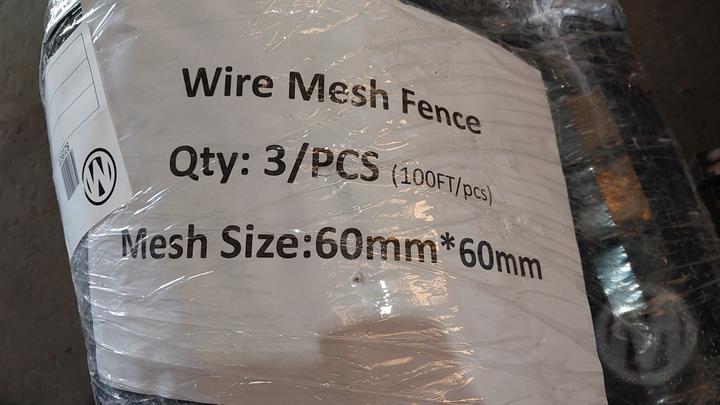 Wire Mesh Fence
Qty: 3/PCS (100FT/pcs)
Mesh Size:60mm*60mm
W
M